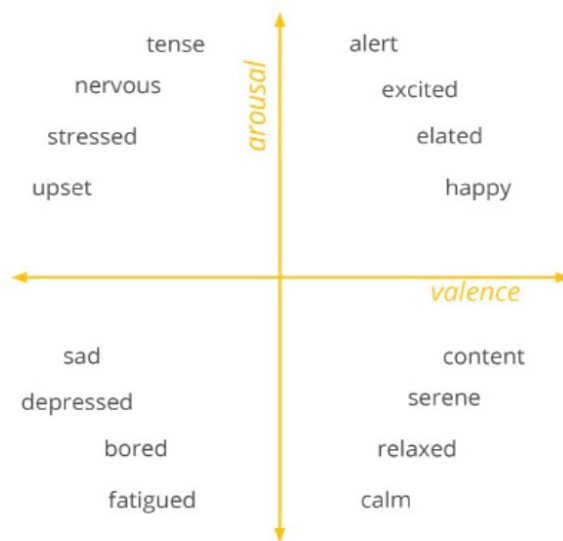 tense
alert
arousal
nervous
excited
stressed
elated
upset
happy
valence
sad
content
depressed
serene
bored
relaxed
fatigued
calm